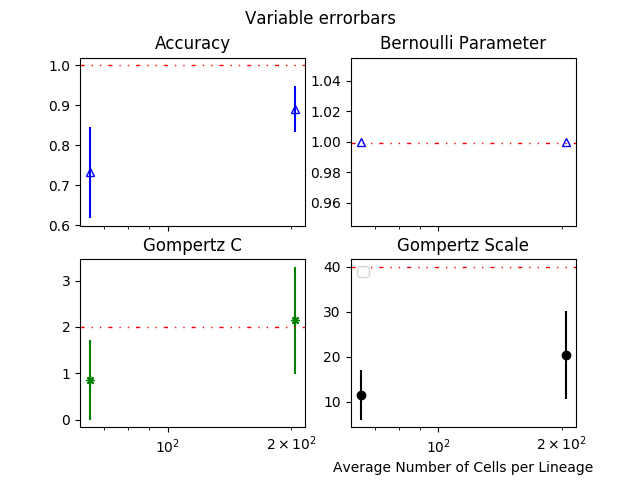 Variable errorbars
Accuracy
1.0
0.9
0.8
0.7
0.6
Bernoulli Parameter
1.04
1.02
1.00
0.98
0.96
Gompertz C
3
2
1
0
10²
2 × 10²
Gompertz Scale
40
30
20
10
10²
2 × 10²
Average Number of Cells per Lineage